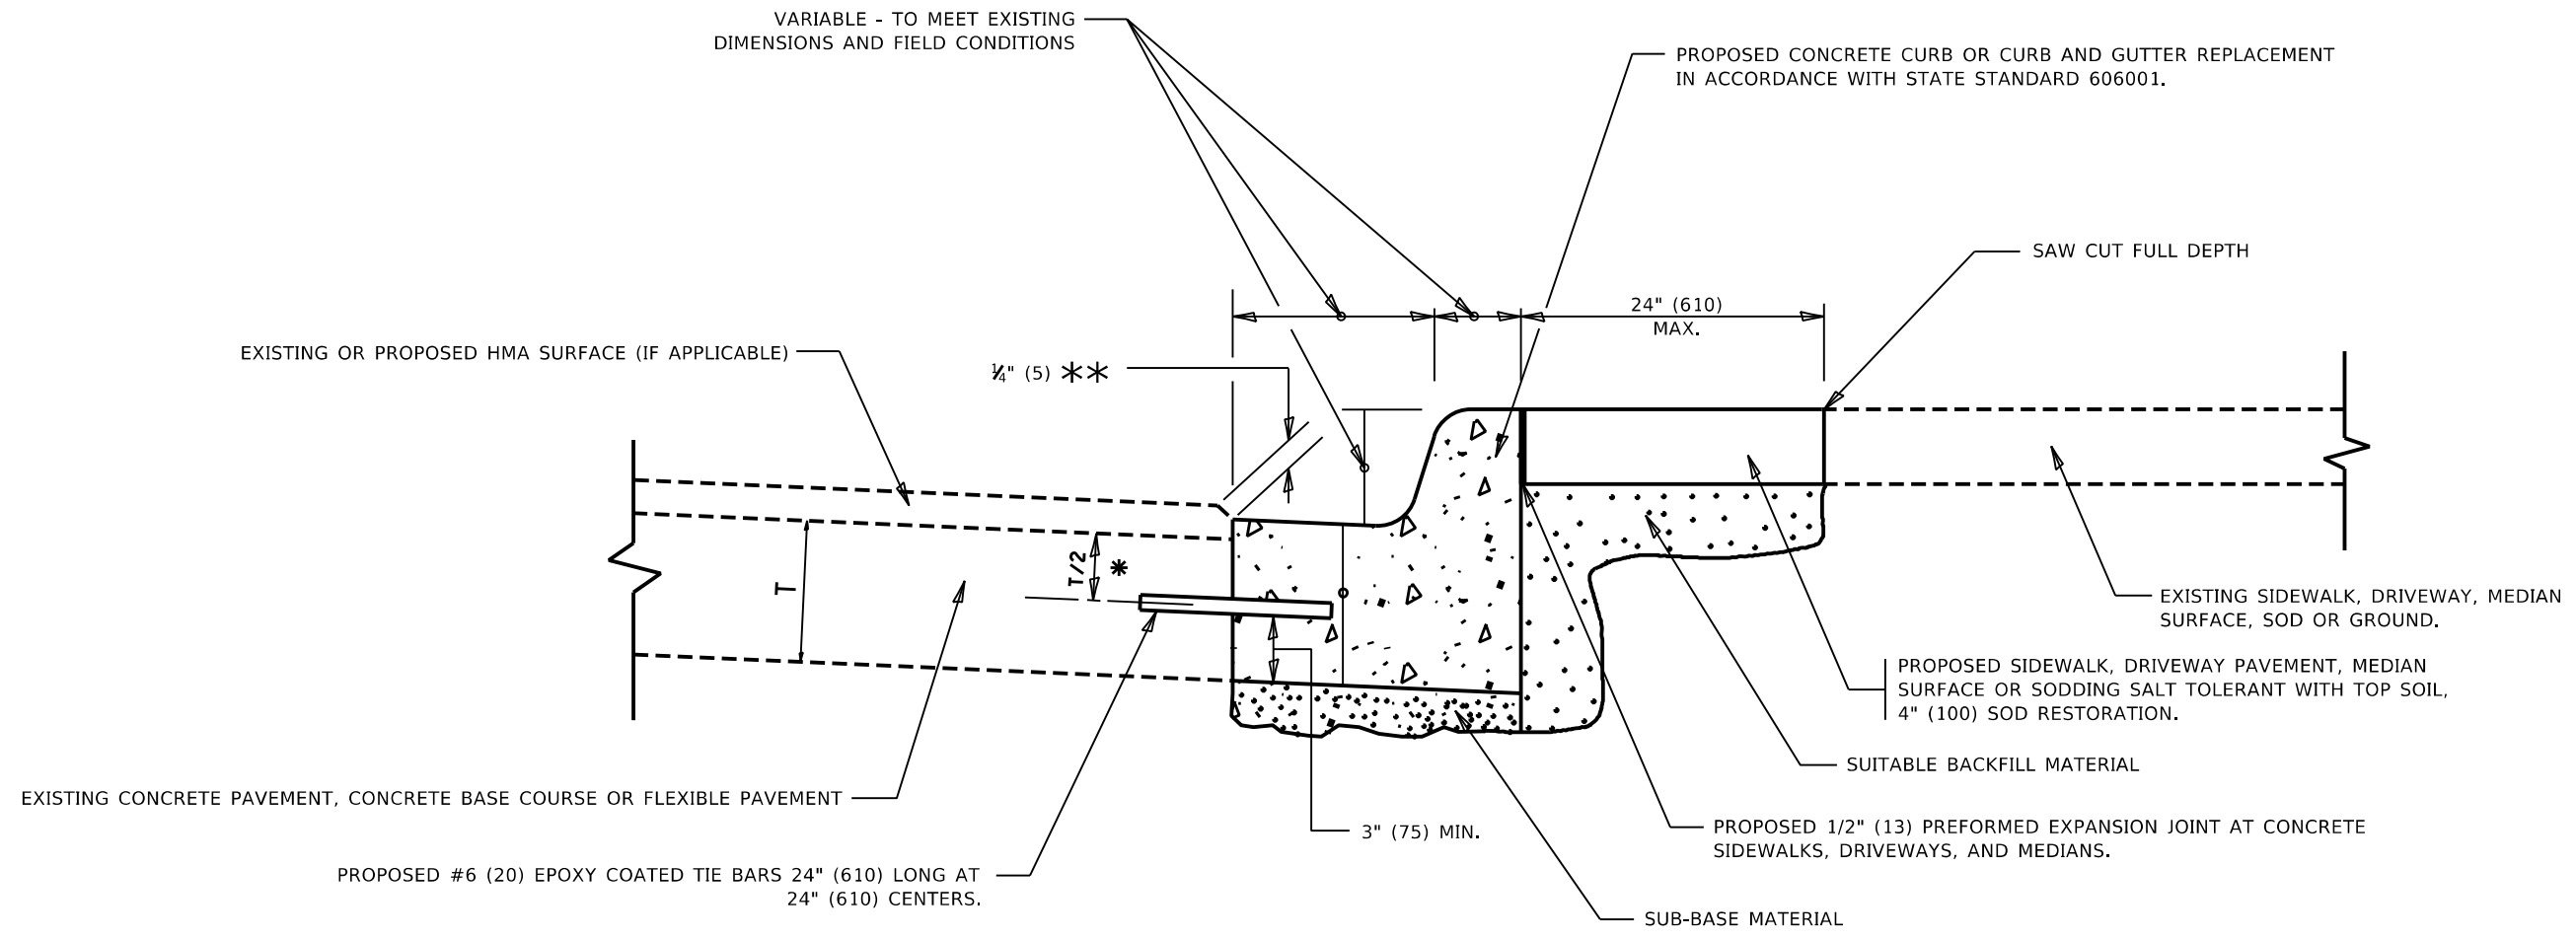 VARIABLE - TO MEET EXISTING
DIMENSIONS AND FIELD CONDITIONS
PROPOSED CONCRETE CURB OR CURB AND GUTTER REPLACEMENT
IN ACCORDANCE WITH STATE STANDARD 606001.
SAW CUT FULL DEPTH
24" (610)
MAX.
EXISTING OR PROPOSED HMA SURFACE (IF APPLICABLE)
¼" (5) **
T/2 *
T
EXISTING SIDEWALK, DRIVEWAY, MEDIAN
SURFACE, SOD OR GROUND.
PROPOSED SIDEWALK, DRIVEWAY PAVEMENT, MEDIAN
SURFACE OR SODDING SALT TOLERANT WITH TOP SOIL,
4" (100) SOD RESTORATION.
SUITABLE BACKFILL MATERIAL
EXISTING CONCRETE PAVEMENT, CONCRETE BASE COURSE OR FLEXIBLE PAVEMENT
3" (75) MIN.
PROPOSED 1/2" (13) PREFORMED EXPANSION JOINT AT CONCRETE
SIDEWALKS, DRIVEWAYS, AND MEDIANS.
PROPOSED #6 (20) EPOXY COATED TIE BARS 24" (610) LONG AT
24" (610) CENTERS.
SUB-BASE MATERIAL